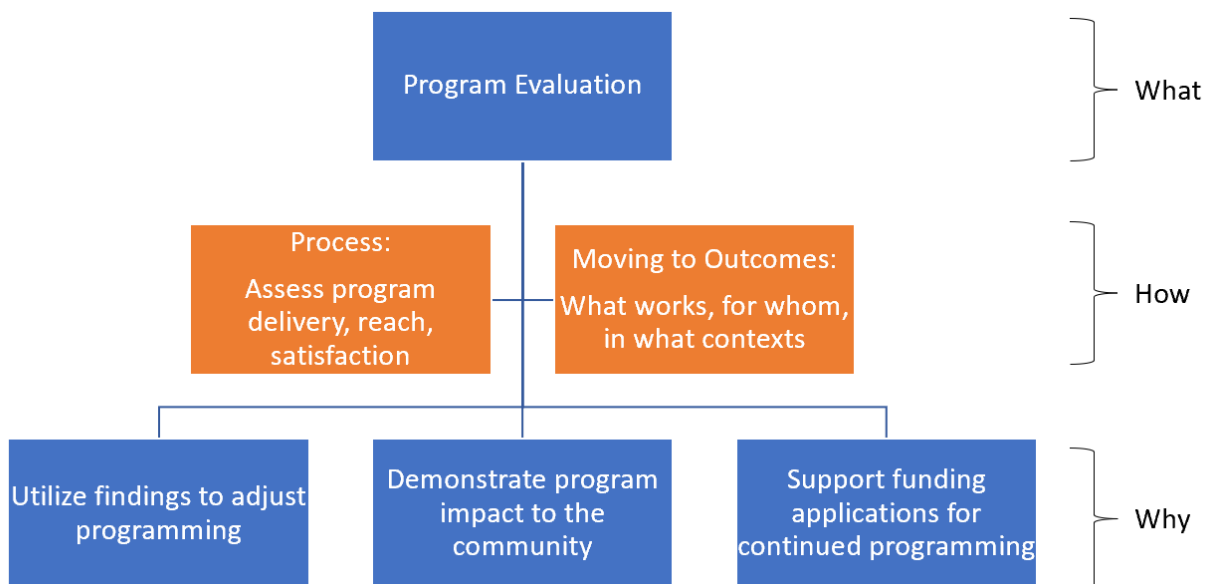 Program Evaluation
What
Process:
Assess program
delivery, reach,
satisfaction
Moving to Outcomes:
What works, for whom,
in what contexts
How
Utilize findings to adjust
programming
Demonstrate program
impact to the
community
Support funding
applications for
continued programming
Why